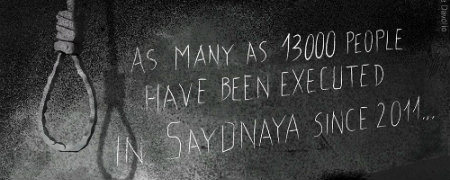 AS MANY AS 13000 PEOPLE
HAVE BEEN EXECUTED
IN SAYDNAYA SINCE 2011...